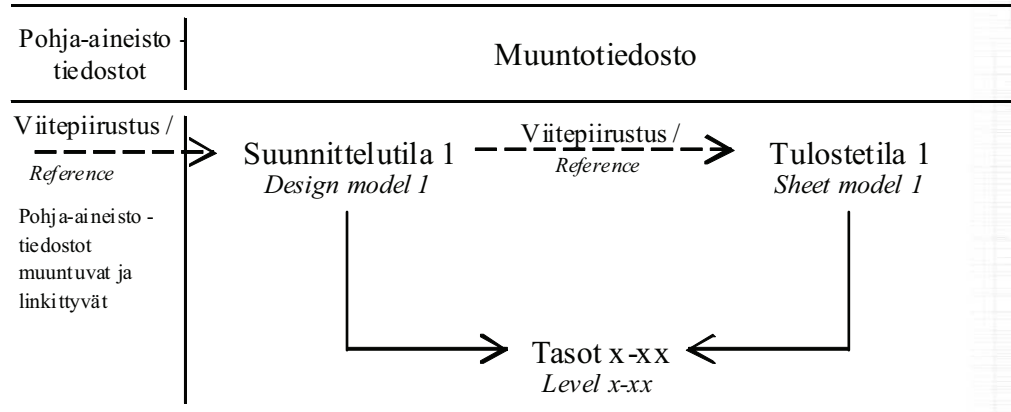 Pohja-aineisto -
tiedostot
Muuntotiedosto
Viitepiirustus /
Reference
Suunnittelutila 1
Design model 1
Viitepiirustus /
Reference
Tulostetila 1
Sheet model 1
Pohja-aineisto -
tiedostot
muuntuvat ja
linkittyvät
Tasot x-xx
Level x-xx